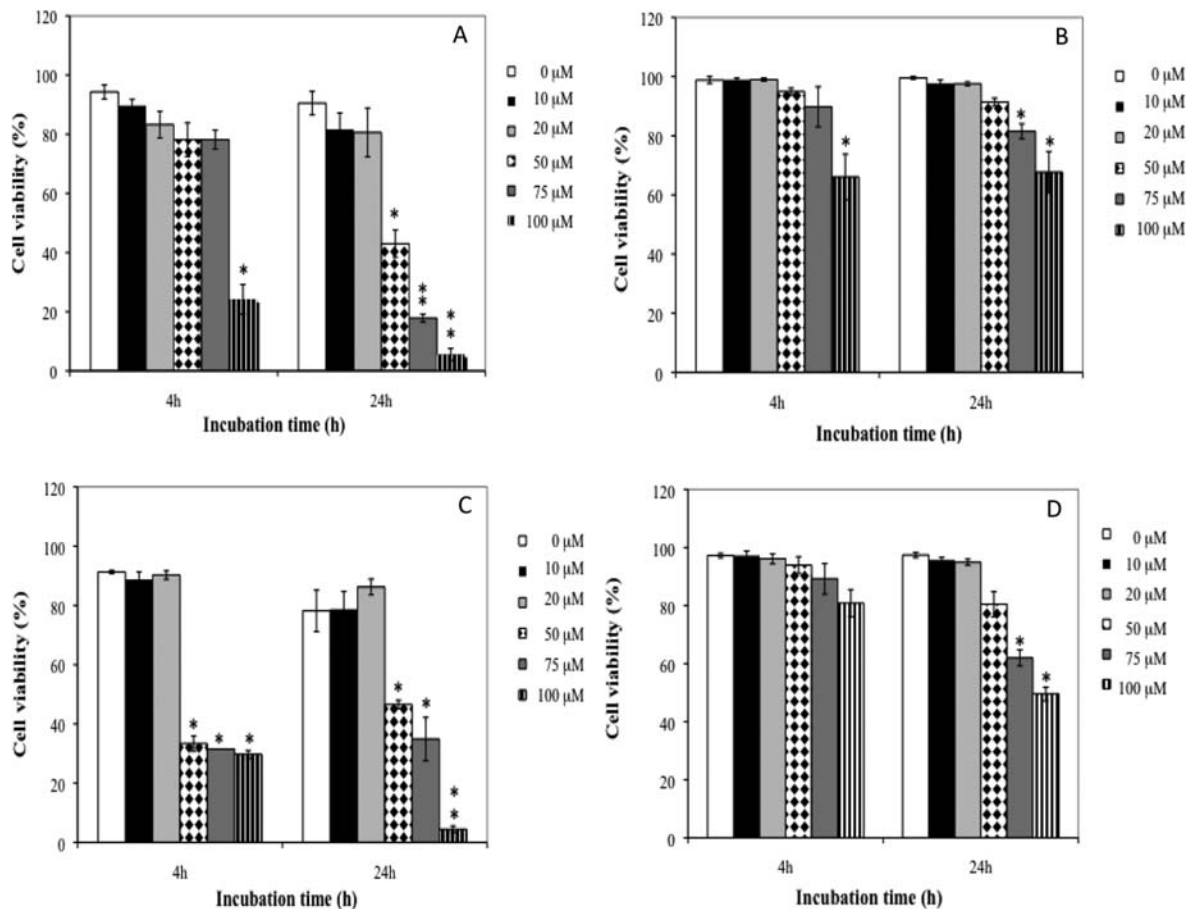 A
Cell viability (%)
120
100
80
60
40
20
0
4h
24h
Incubation time (h)
0 µM
10 µM
20 µM
50 µM
75 µM
100 µM
*
*
*
*
*
*
B
Cell viability (%)
120
100
80
60
40
20
0
4h
24h
Incubation time (h)
0 µM
10 µM
20 µM
50 µM
75 µM
100 µM
*
*
*
C
Cell viability (%)
120
100
80
60
40
20
0
4h
24h
Incubation time (h)
0 µM
10 µM
20 µM
50 µM
75 µM
100 µM
*
*
*
*
*
*
*
D
Cell viability (%)
120
100
80
60
40
20
0
4h
24h
Incubation time (h)
0 µM
10 µM
20 µM
50 µM
75 µM
100 µM
*
*